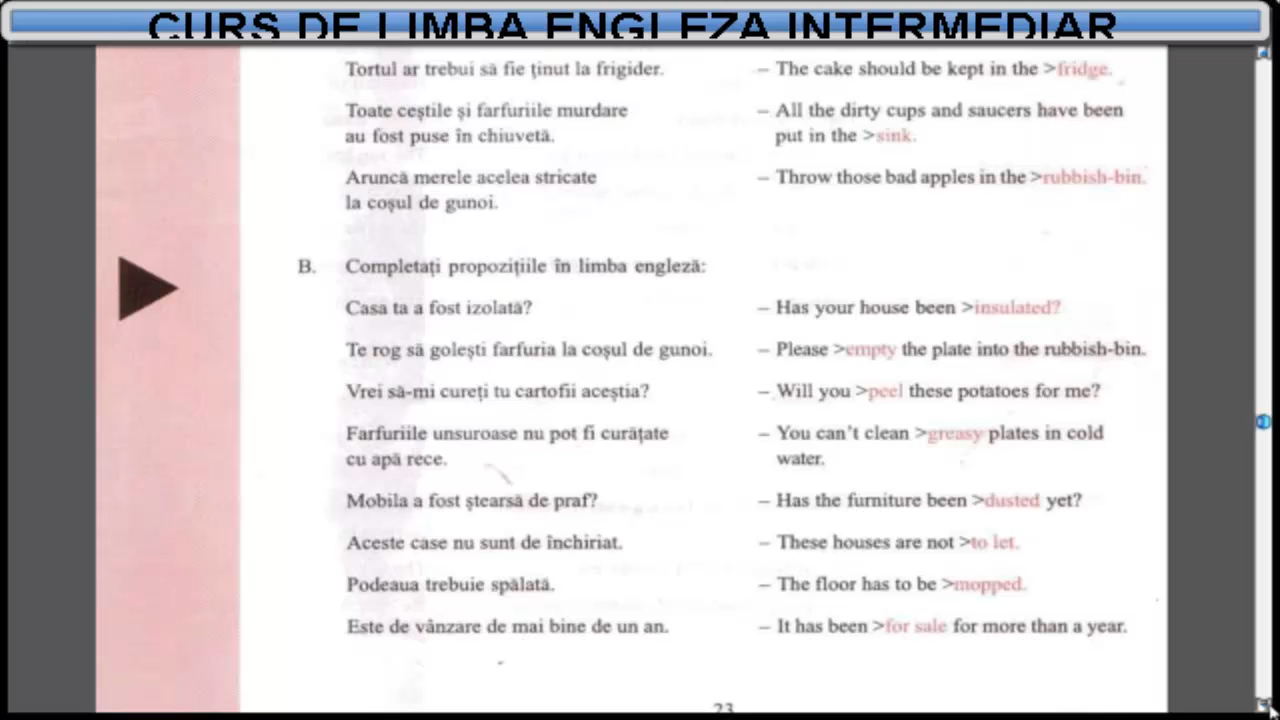 CURS DE LIMBA ENGLEZA INTERMEDIAR
Tortul ar trebui să fie ţinut la frigider. – The cake should be kept in the >fridge.
Toate ceştile şi farfuriile murdare – All the dirty cups and saucers have been
au fost puse în chiuvetă. put in the >sink.
Aruncă merele acelea stricate – Throw those bad apples in the >rubbish-bin.
la coşul de gunoi.
B. Completaţi propoziţiile în limba engleză:
Casa ta a fost izolată? – Has your house been >insulated?
Te rog să goleşti farfuria la coşul de gunoi. – Please >empty the plate into the rubbish-bin.
Vrei să-mi cureţi tu cartofii aceştia? – Will you >peel these potatoes for me?
Farfuriile unsuroase nu pot fi curăţate – You can't clean >greasy plates in cold
cu apă rece. water.
Mobila a fost ştearsă de praf? – Has the furniture been >dusted yet?
Aceste case nu sunt de închiriat. – These houses are not >to let.
Podeaua trebuie spălată. – The floor has to be >mopped.
Este de vânzare de mai bine de un an. – It has been >for sale for more than a year.
23